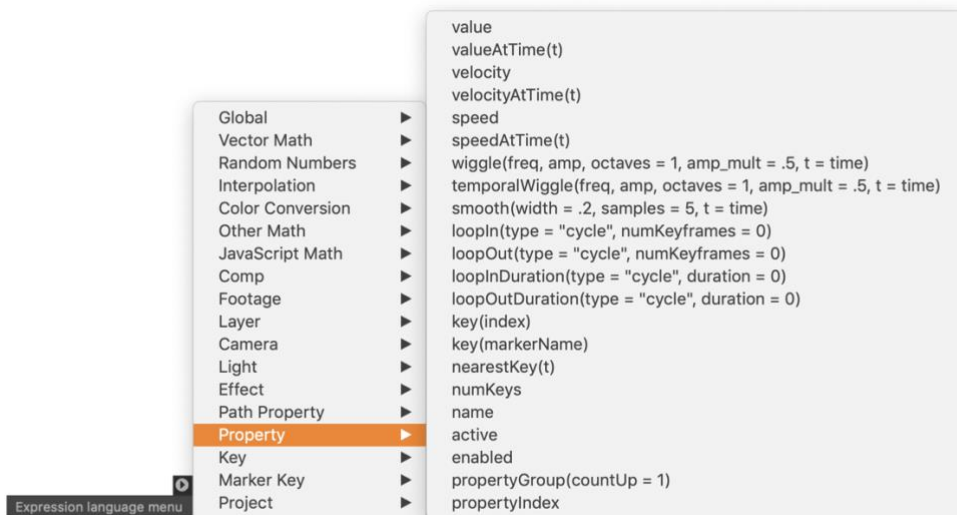 Global
Vector Math
Random Numbers
Interpolation
Color Conversion
Other Math
JavaScript Math
Comp
Footage
Layer
Camera
Light
Effect
Path Property
Property
Key
Marker Key
Project
Expression language menu
value
valueAtTime(t)
velocity
velocityAtTime(t)
speed
speedAtTime(t)
wiggle(freq, amp, octaves = 1, amp_mult = .5, t = time)
temporalWiggle(freq, amp, octaves = 1, amp_mult = .5, t = time)
smooth(width = .2, samples = 5, t = time)
loopIn(type = "cycle", numKeyframes = 0)
loopOut(type = "cycle", numKeyframes = 0)
loopInDuration(type = "cycle", duration = 0)
loopOutDuration(type = "cycle", duration = 0)
key(index)
key(markerName)
nearestKey(t)
numKeys
name
active
enabled
propertyGroup(countUp = 1)
propertyIndex